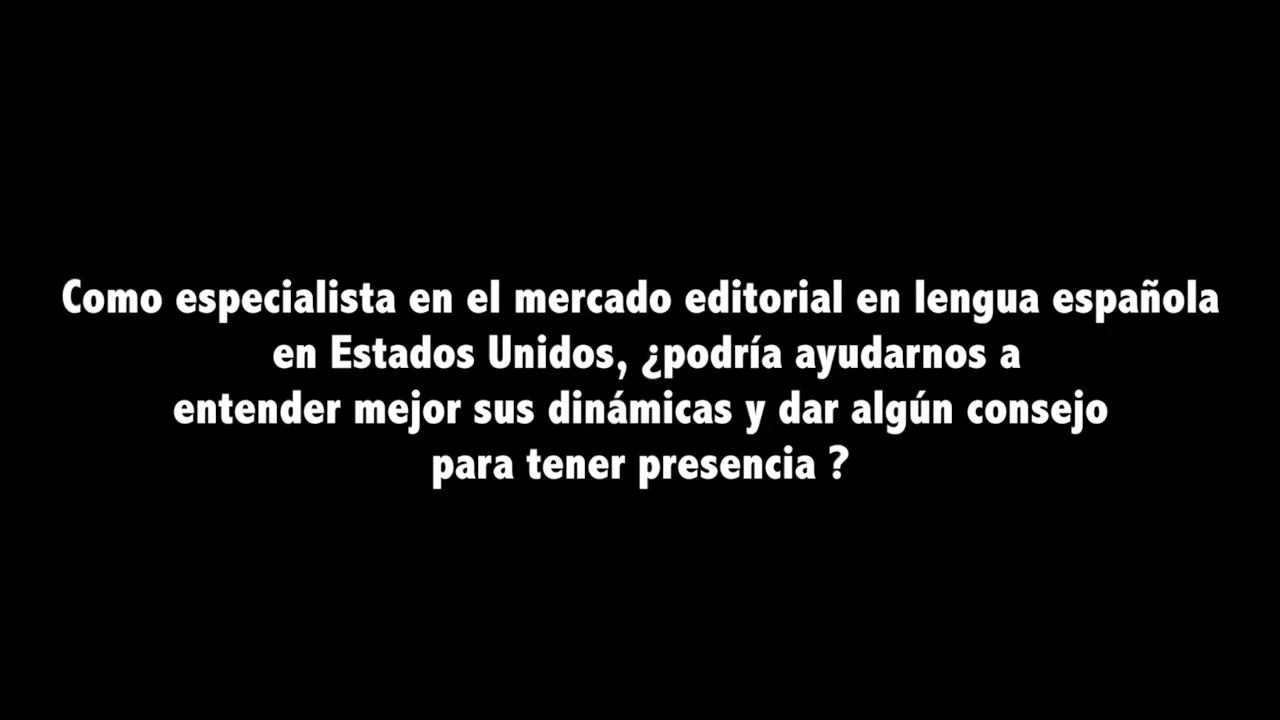 Como especialista en el mercado editorial en lengua española
en Estados Unidos, ¿podría ayudarnos a
entender mejor sus dinámicas y dar algún consejo
para tener presencia ?